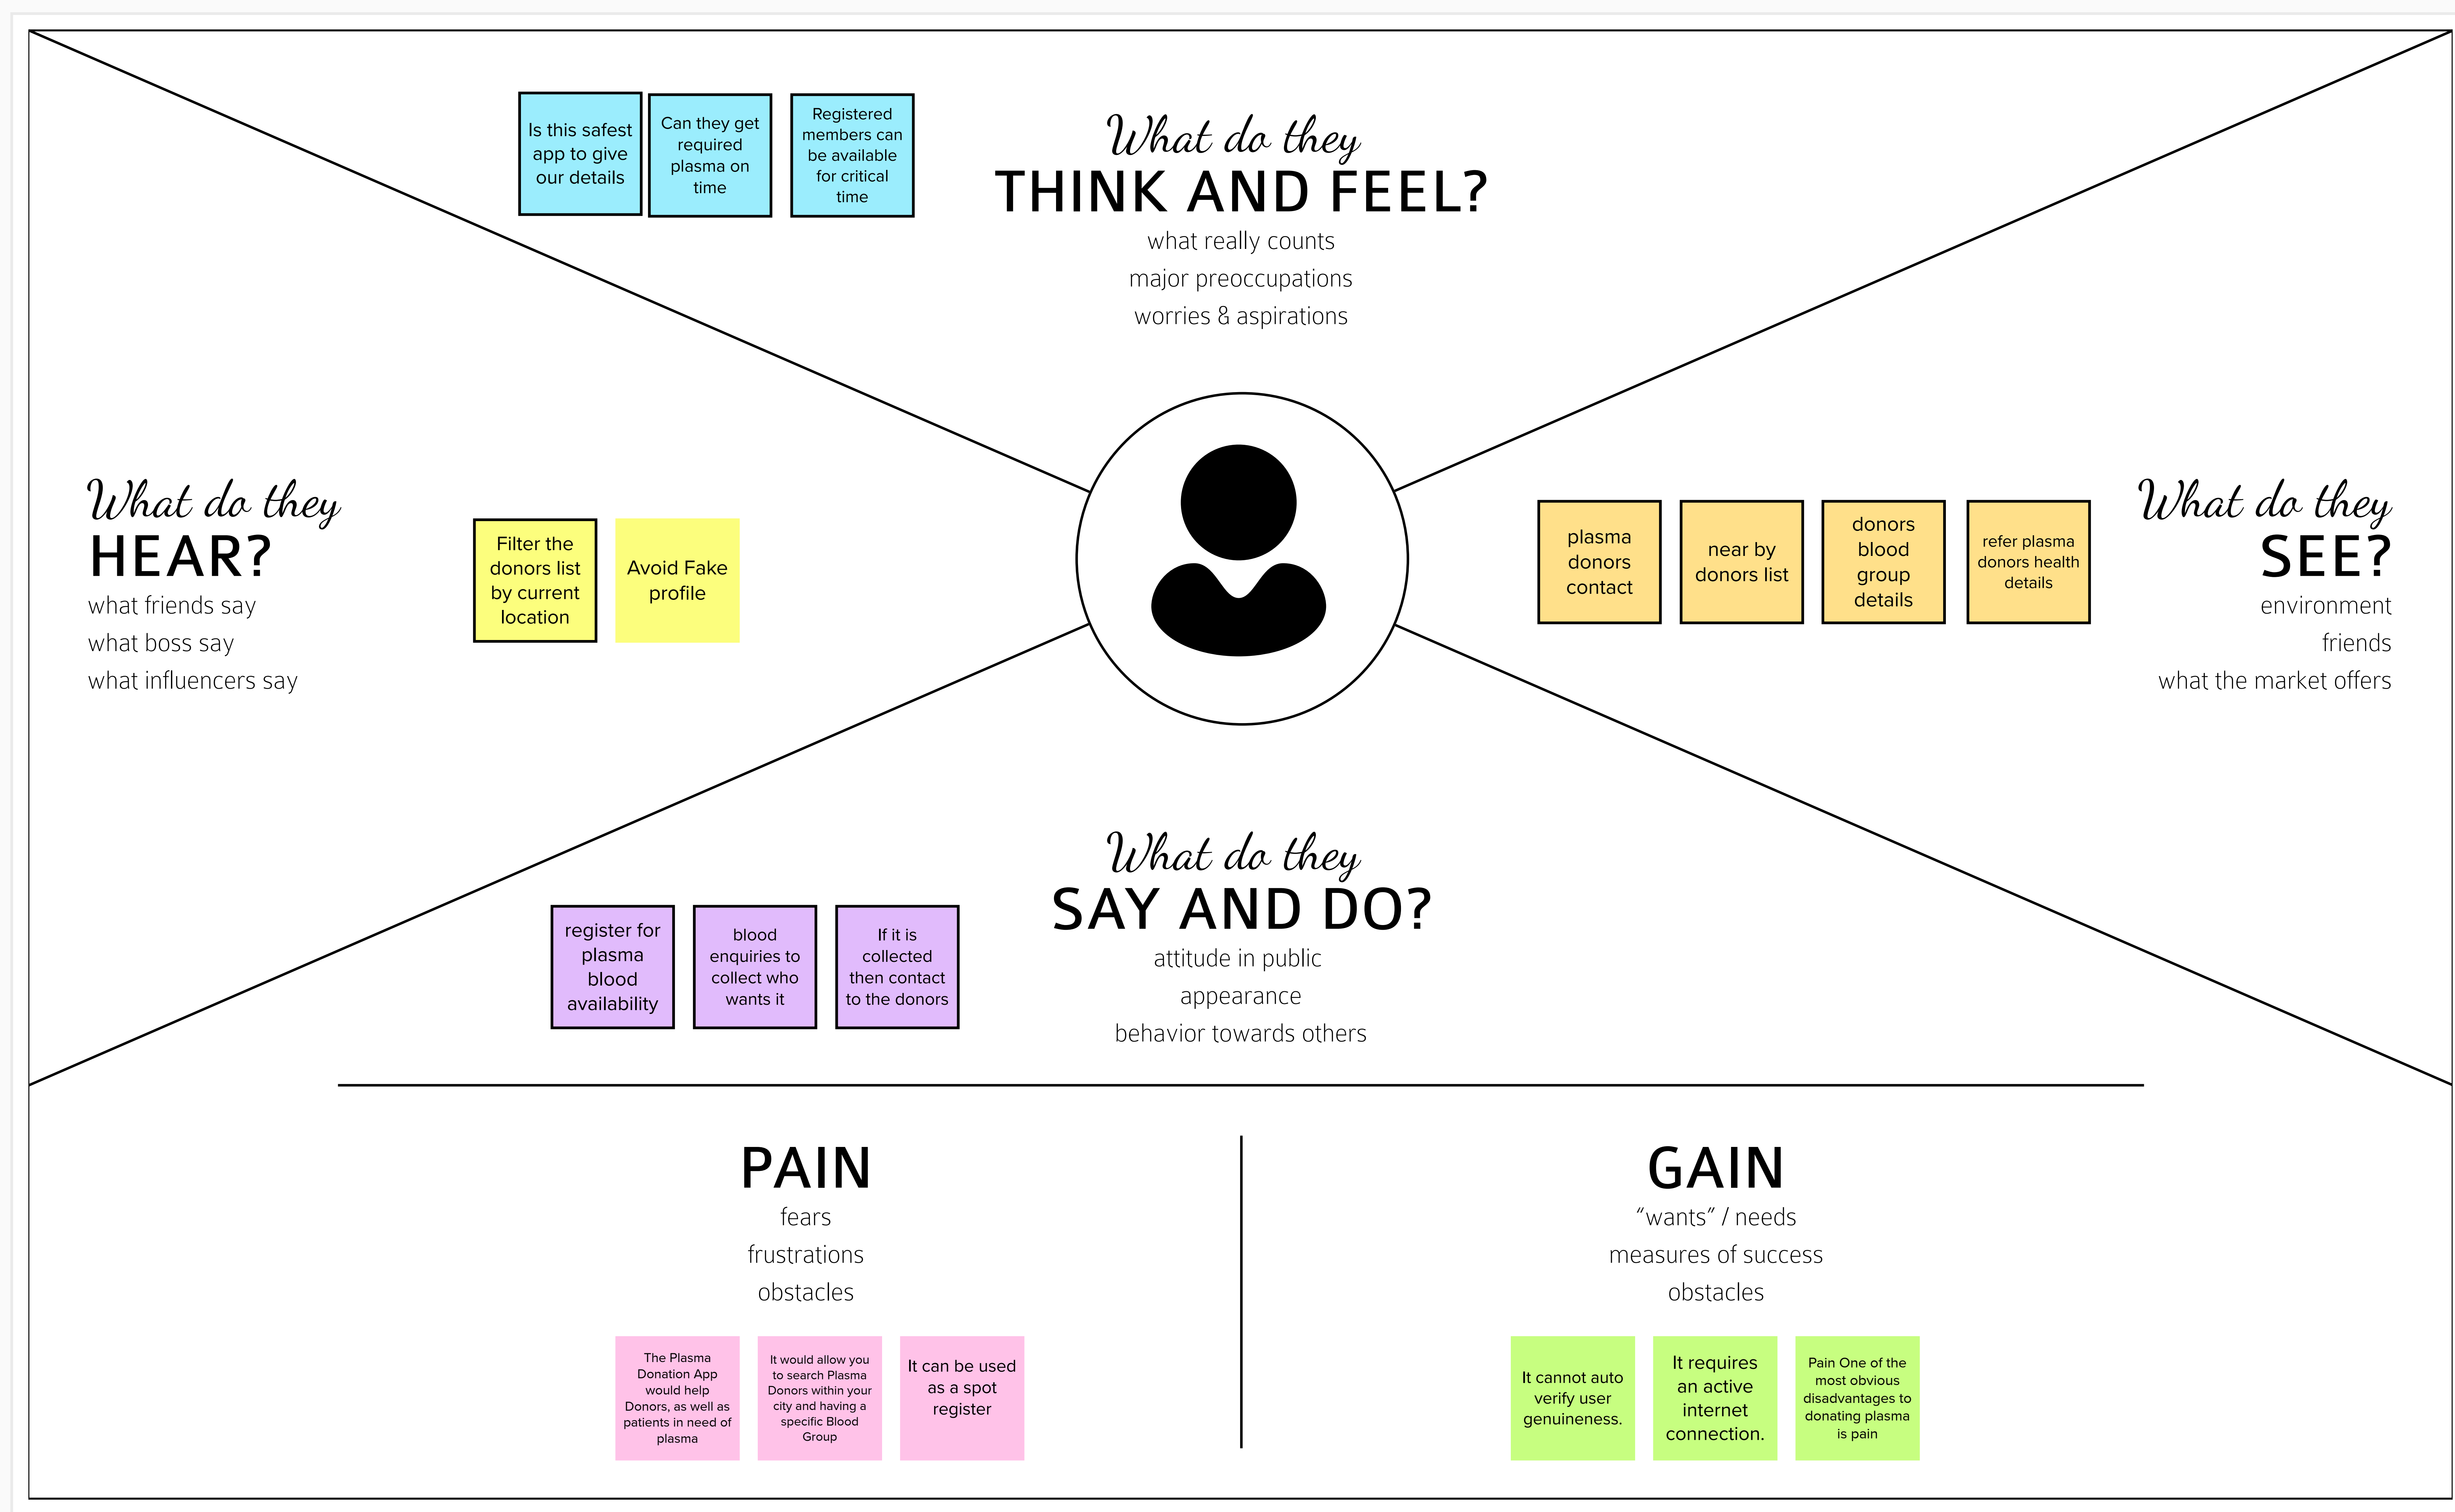 Is this safest
app to give
our details
Can they get
required
plasma on
time
Registered
members can
be available
for critical
time
What do they
THINK AND FEEL?
what really counts
major preoccupations
worries & aspirations
What do they
HEAR?
what friends say
what boss say
what influencers say
Filter the
donors list
by current
location
Avoid Fake
profile
plasma
donors
contact
near by
donors list
donors
blood
group
details
refer plasma
donors health
details
What do they
SEE?
environment
friends
what the market offers
register for
plasma
blood
availability
blood
enquiries to
collect who
wants it
If it is
collected
then contact
to the donors
What do they
SAY AND DO?
attitude in public
appearance
behavior towards others
PAIN
fears
frustrations
obstacles
The Plasma
Donation App
would help
Donors, as well as
patients in need of
plasma
It would allow you
to search Plasma
Donors within your
city and having a
specific Blood
Group
It can be used
as a spot
register
GAIN
“wants” / needs
measures of success
obstacles
It cannot auto
verify user
genuineness.
It requires
an active
internet
connection.
Pain One of the
most obvious
disadvantages to
donating plasma
is pain